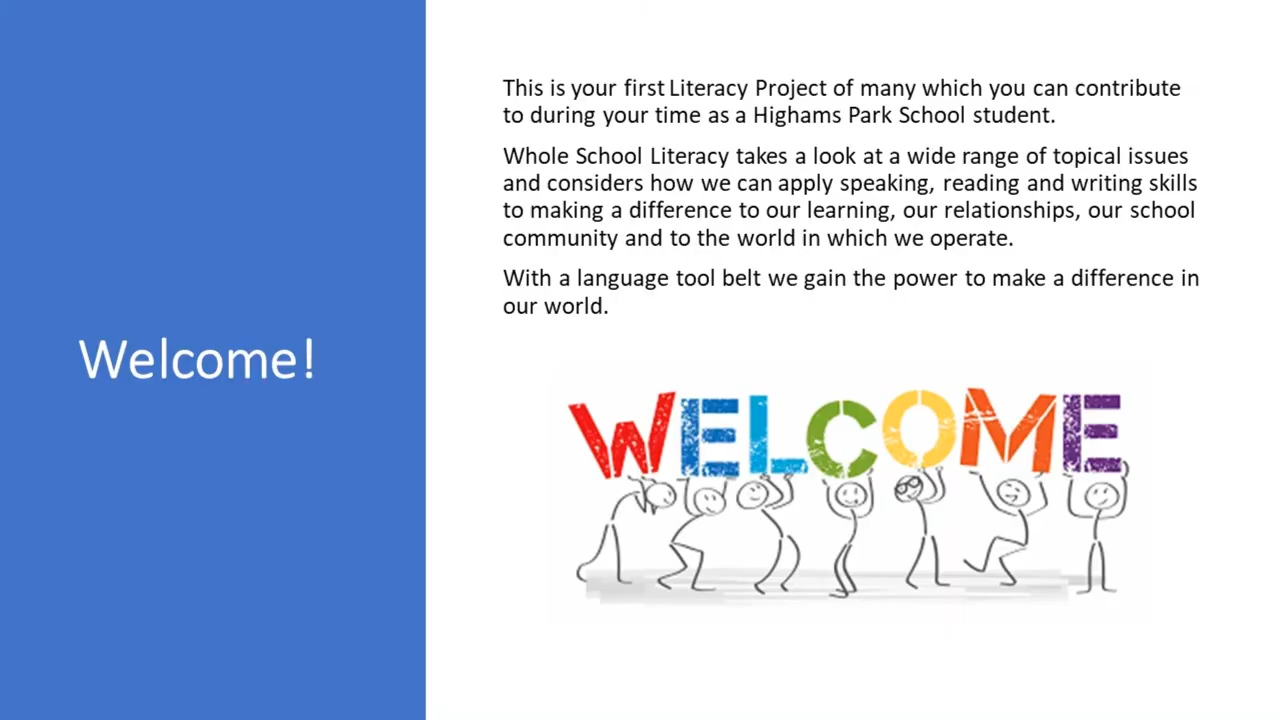 Welcome!
This is your first Literacy Project of many which you can contribute
to during your time as a Highams Park School student.
Whole School Literacy takes a look at a wide range of topical issues
and considers how we can apply speaking, reading and writing skills
to making a difference to our learning, our relationships, our school
community and to the world in which we operate.
With a language tool belt we gain the power to make a difference in
our world.
WELCOME